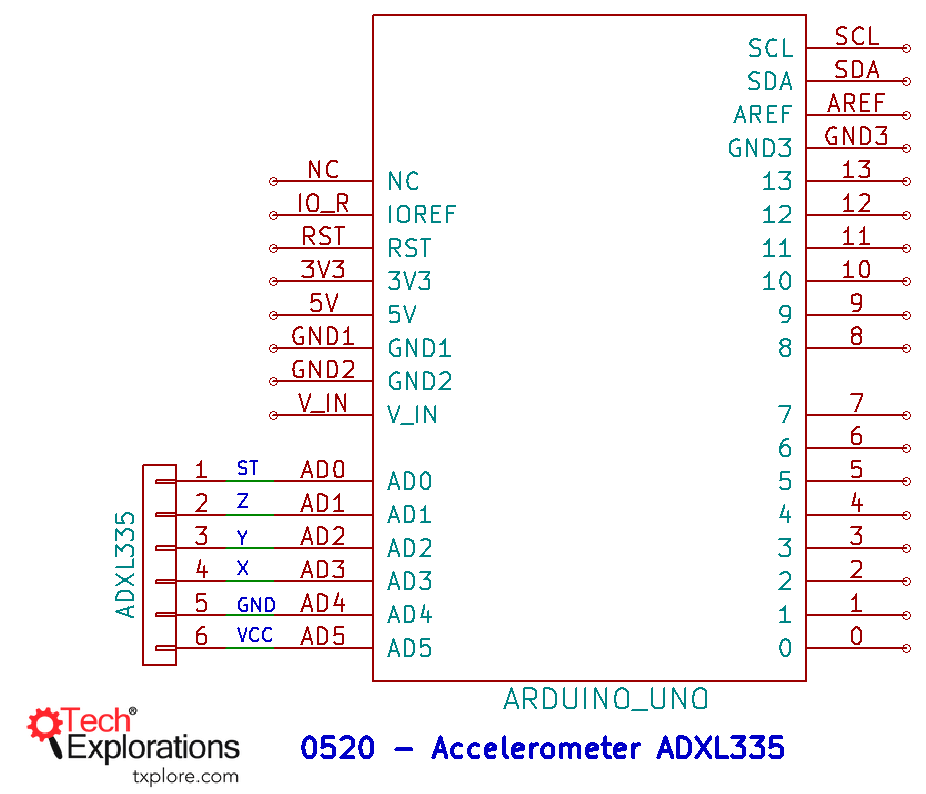 SCL SCL
SDA SDA
AREF AREF
GND3 GND3
NC NC 13 13
IO_R IOREF 12 12
RST RST 11 11
3V3 3V3 10 10
5V 5V 9 9
GND1 GND1 8 8
GND2 GND2
V_IN V_IN 7 7
6 6
1 ST AD0 AD0 5 5
2 Z AD1 AD1 4 4
3 Y AD2 AD2 3 3
4 X AD3 AD3 2 2
5 GND AD4 AD4 1 1
6 VCC AD5 AD5 0 0
ADXL335
ARDUINO_UNO
Tech®
Explorations
txplore.com
0520 – Accelerometer ADXL335